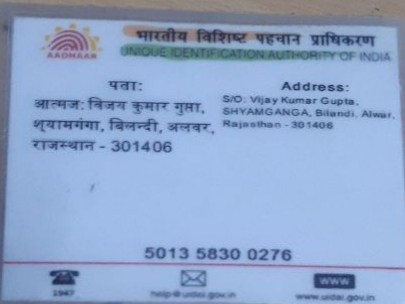 AADHAAR
भारतीय विशिष्ट पहचान प्राधिकरण
UNIQUE IDENTIFICATION AUTHORITY OF INDIA
पता:
आत्मज: विजय कुमार गुप्ता,
श्यामगंगा, बिलन्दी, अलवर,
राजस्थान - 301406
Address:
S/O: Vijay Kumar Gupta,
SHYAMGANGA, Bilandi, Alwar,
Rajasthan - 301406
5013 5830 0276
1947
help@uidai.gov.in
WWW
www.uidai.gov.in